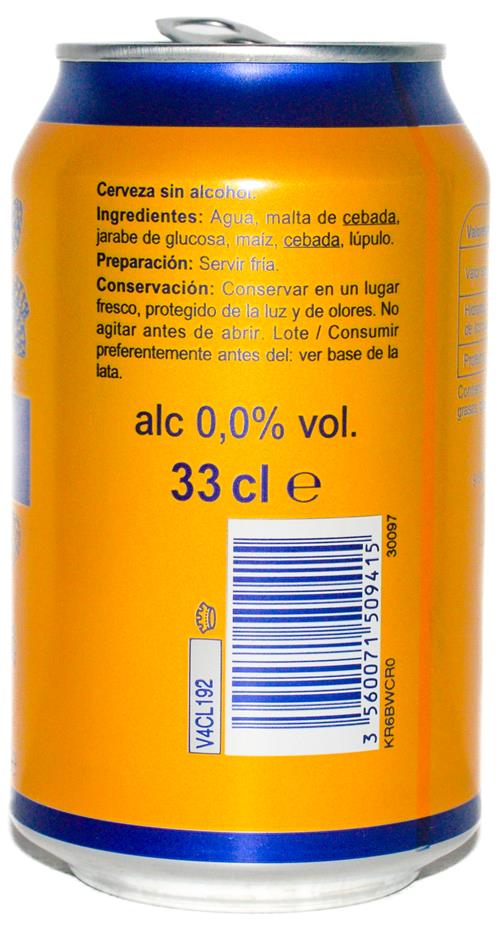 Cerveza sin alcohol.
Ingredientes: Agua, malta de cebada,
jarabe de glucosa, maíz, cebada, lúpulo.
Preparación: Servir fría.
Conservación: Conservar en un lugar
fresco, protegido de la luz y de olores. No
agitar antes de abrir. Lote / Consumir
preferentemente antes del: ver base de la
lata.
alc 0,0% vol.
33 cl ℮
V4CL192
3 560071 509415
30097
KR6BWCR0